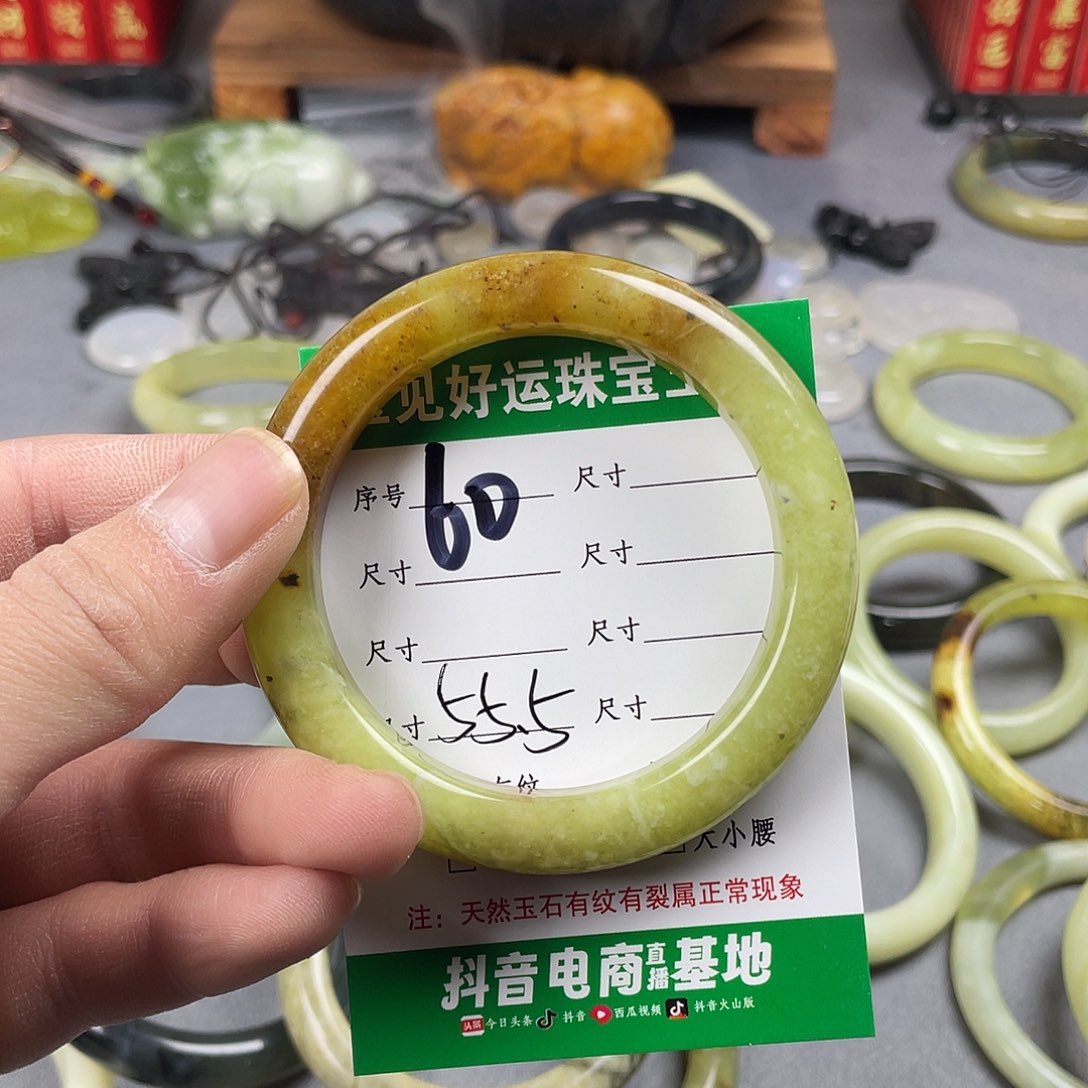 见好运珠宝
序号 60 尺寸
尺寸 尺寸
尺寸 尺寸
寸 55.5 尺寸
纹
大小腰
注：天然玉石有纹有裂属正常现象
抖音电商直播基地
头条 今日头条 抖音 西瓜视频 抖音火山版